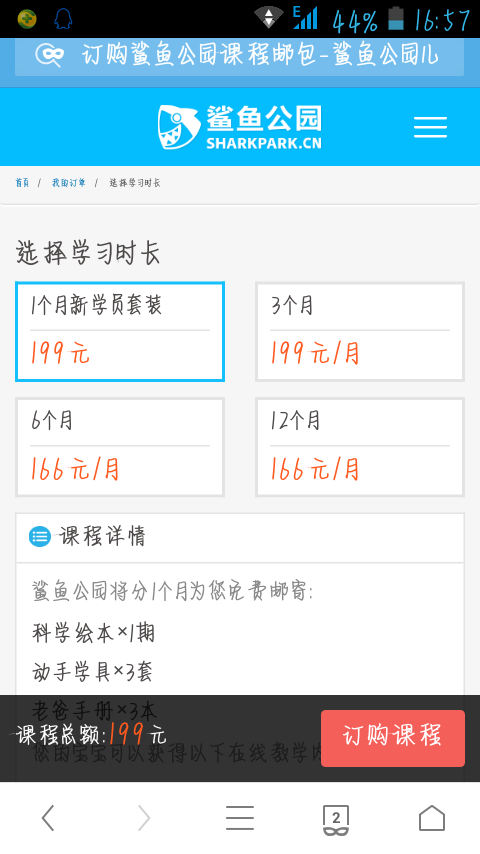 E 44% 16:57
订购鲨鱼公园课程邮包-鲨鱼公园儿
鲨鱼公园
SHARKPARK.CN
首页 / 我的订单 / 选择学习时长
选择学习时长
1个月新学员套装
199元
3个月
199元/月
6个月
166元/月
12个月
166元/月
课程详情
鲨鱼公园将分1个月为您免费邮寄:
科学绘本×1期
动手学具×3套
老爸手册×3本
您的宝宝可以获得以下在线教学内
课程总额:199元
订购课程
2